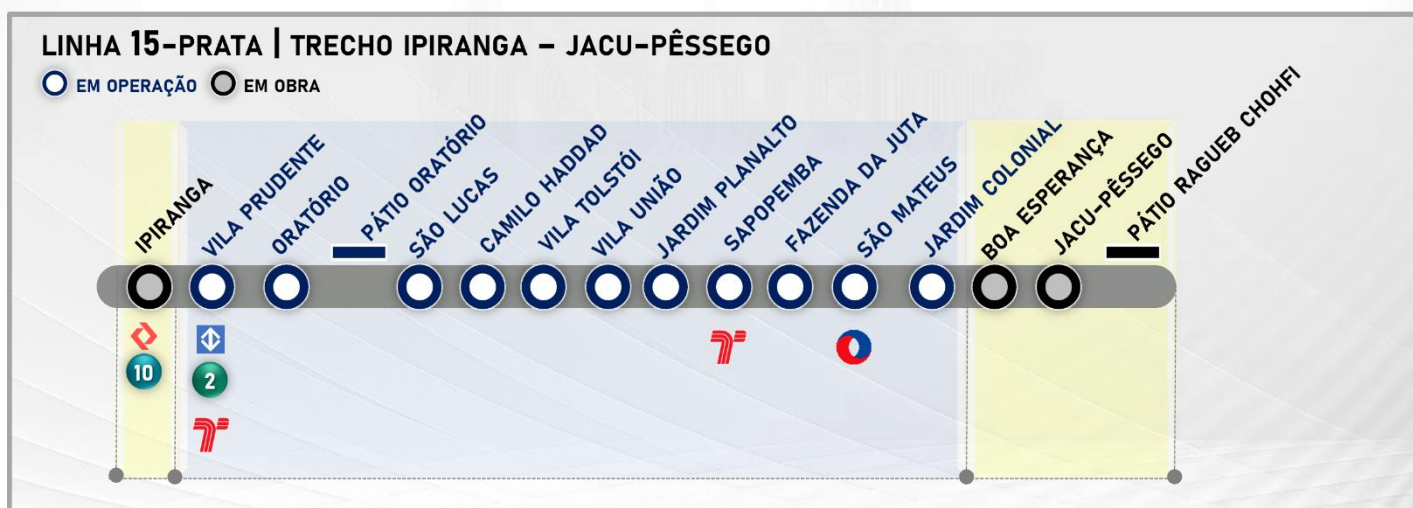 LINHA 15-PRATA | TRECHO IPIRANGA – JACU-PÊSSEGO
EM OPERAÇÃO EM OBRA
IPIRANGA
VILA PRUDENTE
ORATÓRIO
PÁTIO ORATÓRIO
SÃO LUCAS
CAMILO HADDAD
VILA TOLSTÓI
VILA UNIÃO
JARDIM PLANALTO
SAPOPEMBA
FAZENDA DA JUTA
SÃO MATEUS
JARDIM COLONIAL
BOA ESPERANÇA
JACU-PÊSSEGO
PÁTIO RAGUEB CHOHFI
10
2